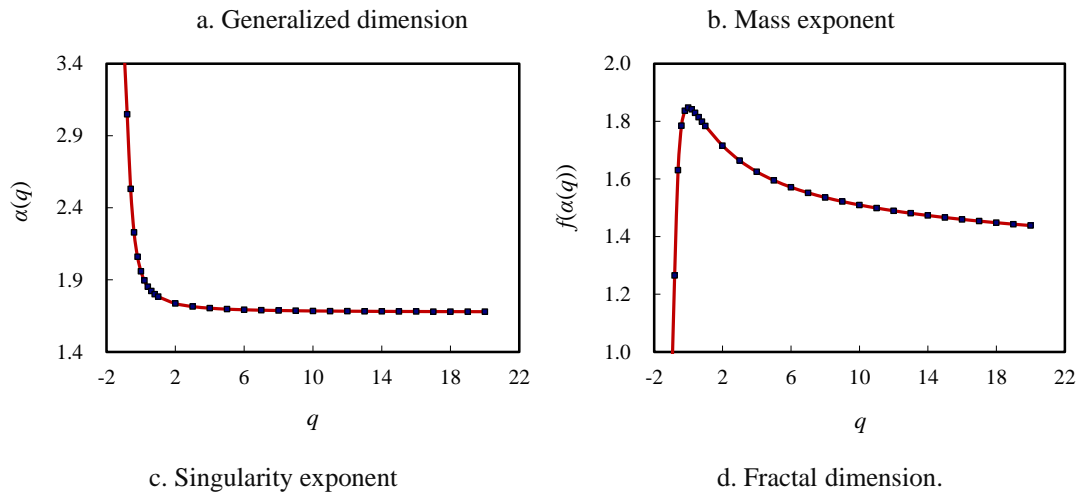 a. Generalized dimension
b. Mass exponent
3.4
2.9
2.4
1.9
1.4
α(q)
-2 2 6 10 14 18 22
q
2.0
1.8
1.6
1.4
1.2
1.0
f(α(q))
-2 2 6 10 14 18 22
q
c. Singularity exponent
d. Fractal dimension.